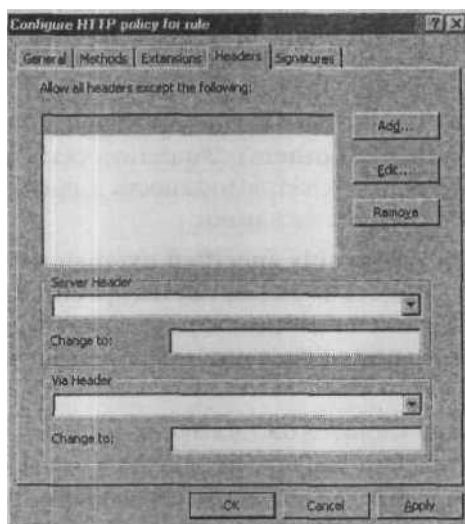 Configure HTTP policy for rule
General Methods Extensions Headers Signatures
Allow all headers except the following:
Add...
Edit...
Remove
Server Header
Change to:
Via Header
Change to:
OK Cancel Apply